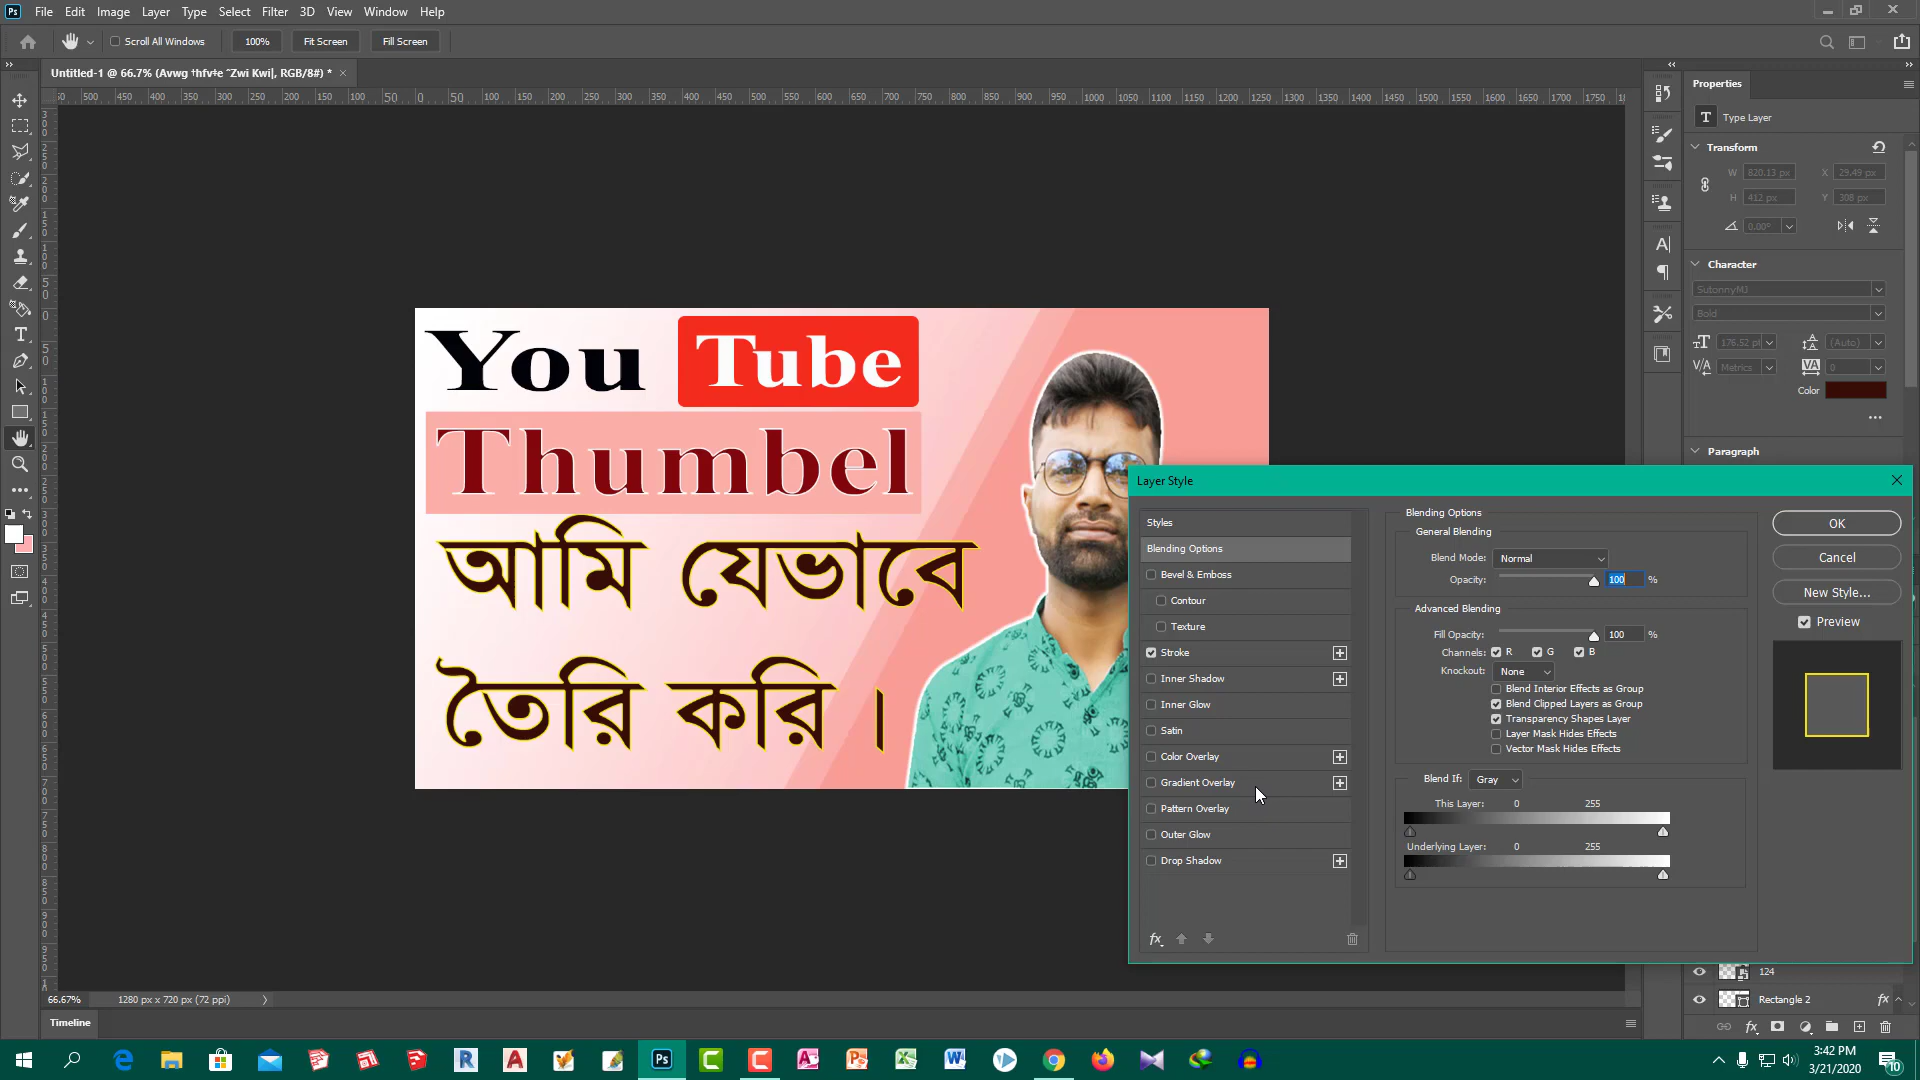 File Edit Image Layer Type Select Filter 3D View Window Help
Scroll All Windows 100% Fit Screen Fill Screen
Untitled-1 @ 66.7% (Avwg †hfv‡e ˆZwi Kwi|, RGB/8#) *
You Tube
Thumbel
আমি যেভাবে
তৈরি করি ।
66.67% 1280 px x 720 px (72 ppi)
Timeline
Properties
Type Layer
Transform
W 820.13 px X 29.49 px
H 412 px Y 308 px
0.00°
Character
SutonnyMJ
Bold
176.52 pt (Auto)
Metrics 0
Color
Paragraph
Layer Style
Styles
Blending Options
Bevel & Emboss
Contour
Texture
Stroke
Inner Shadow
Inner Glow
Satin
Color Overlay
Gradient Overlay
Pattern Overlay
Outer Glow
Drop Shadow
Blending Options
General Blending
Blend Mode: Normal
Opacity: 100 %
Advanced Blending
Fill Opacity: 100 %
Channels: R G B
Knockout: None
Blend Interior Effects as Group
Blend Clipped Layers as Group
Transparency Shapes Layer
Layer Mask Hides Effects
Vector Mask Hides Effects
Blend If: Gray
This Layer: 0 255
Underlying Layer: 0 255
OK
Cancel
New Style...
Preview
124
Rectangle 2
3:42 PM
3/21/2020
10